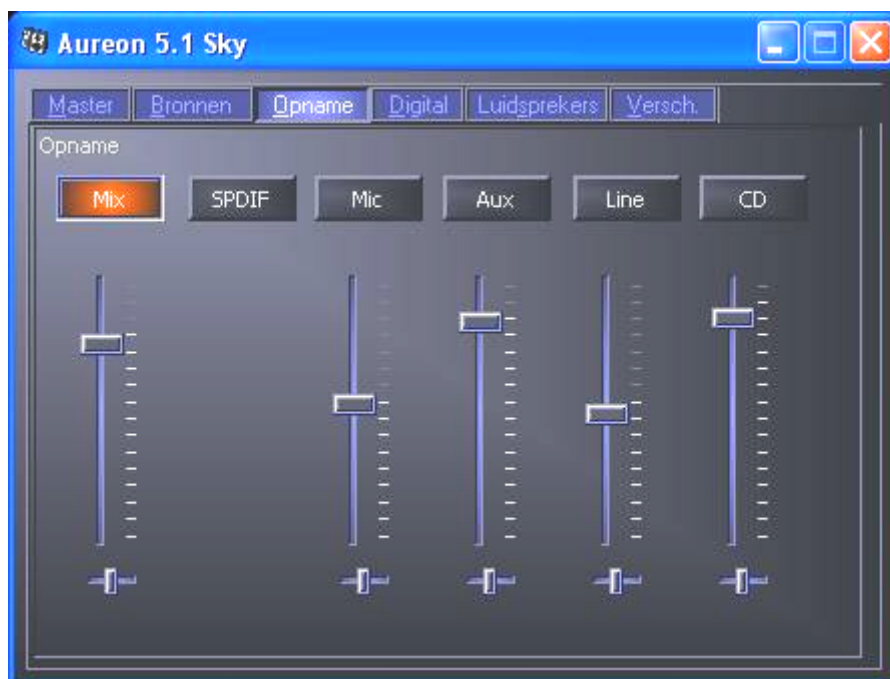 Aureon 5.1 Sky
Master Bronnen Opname Digital Luidsprekers Versch.
Opname
Mix SPDIF Mic Aux Line CD